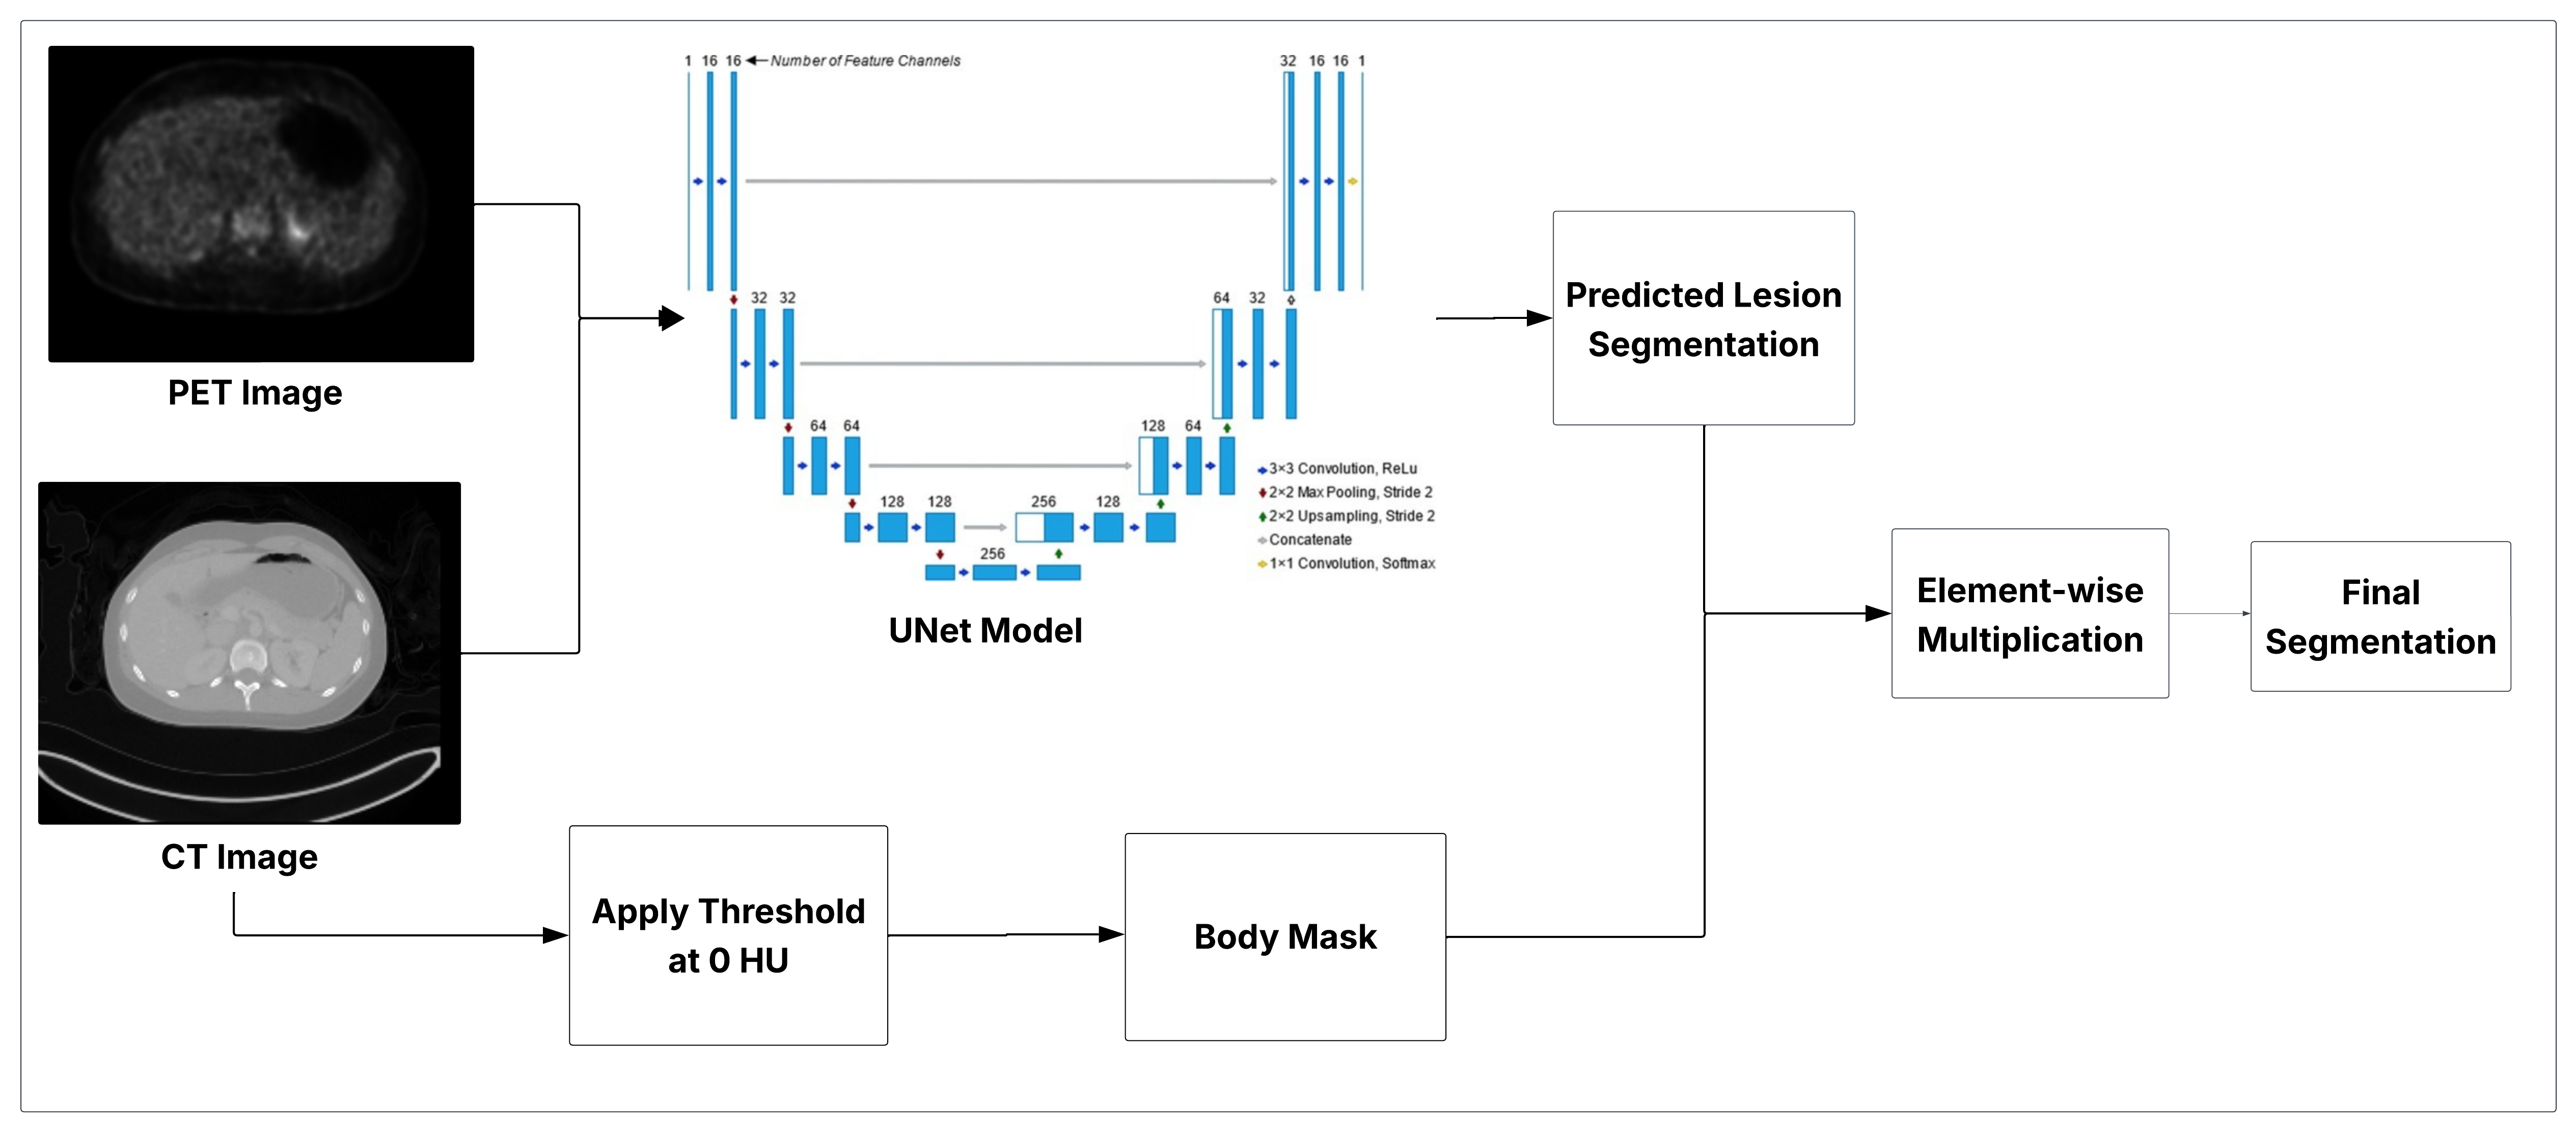 1 16 16 Number of Feature Channels
32 16 16 1
32 32
64 32
64 64
128 64
128 128
256 128
256
3×3 Convolution, ReLu
2×2 Max Pooling, Stride 2
2×2 Upsampling, Stride 2
Concatenate
1×1 Convolution, Softmax
UNet Model
PET Image
CT Image
Predicted Lesion
Segmentation
Element-wise
Multiplication
Final
Segmentation
Apply Threshold
at 0 HU
Body Mask